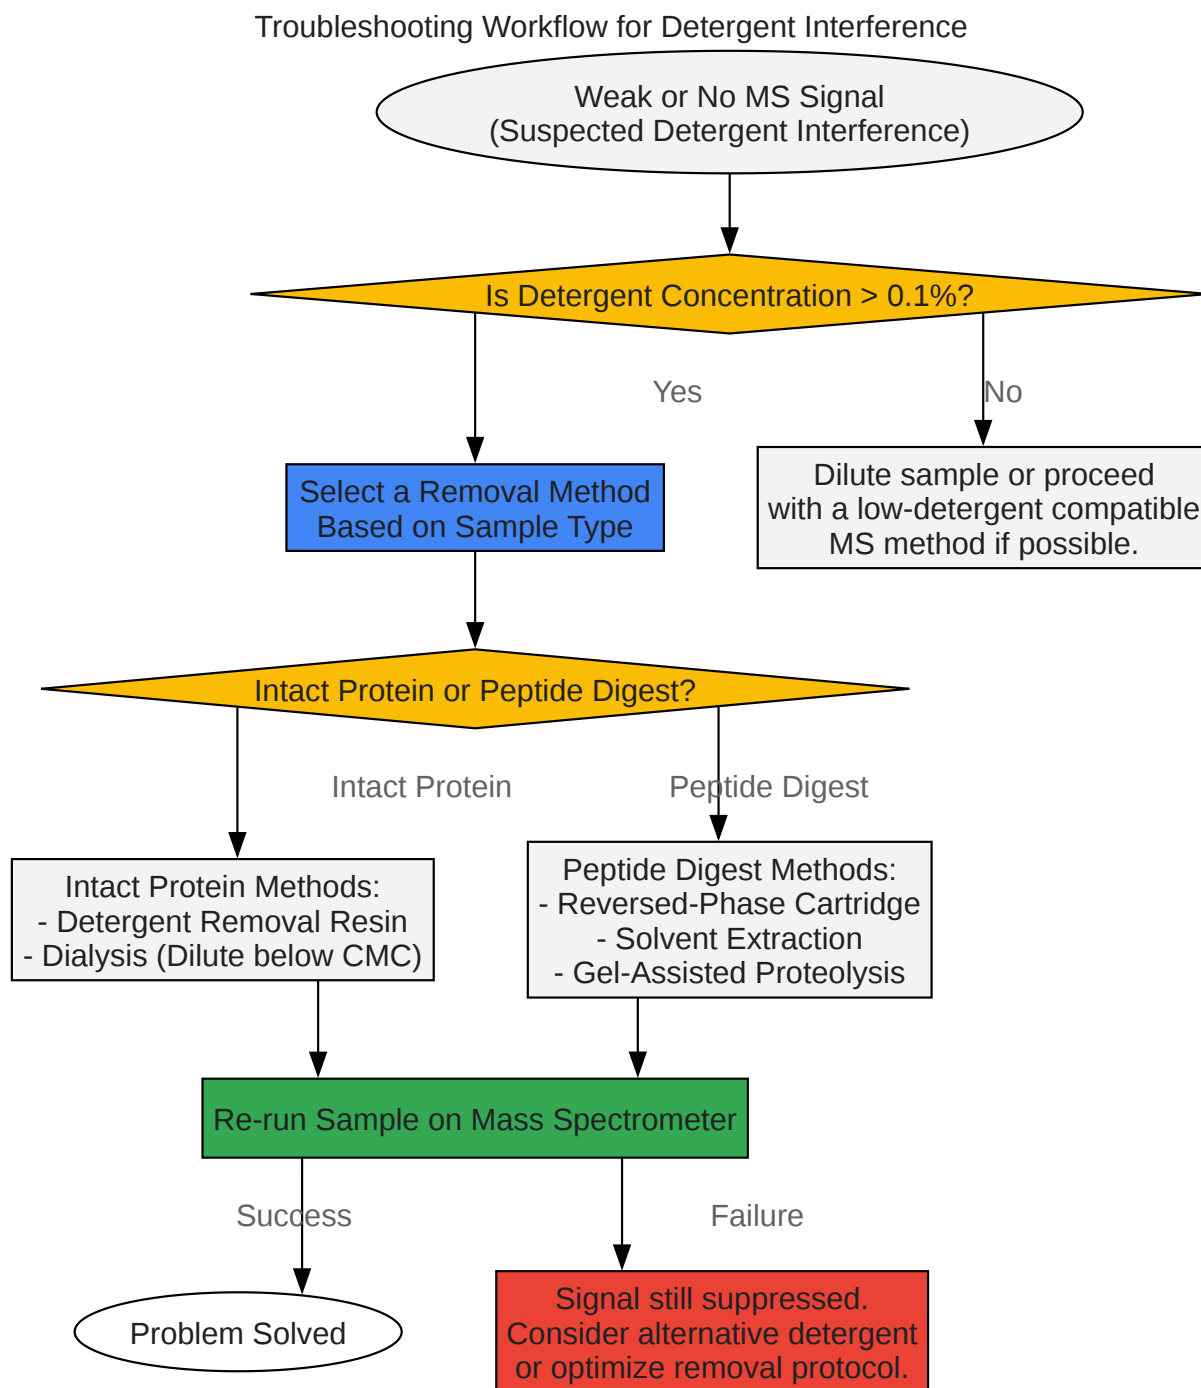 Troubleshooting Workflow for Detergent Interference
Weak or No MS Signal
(Suspected Detergent Interference)
Is Detergent Concentration > 0.1%?
Yes
No
Select a Removal Method
Based on Sample Type
Dilute sample or proceed
with a low-detergent compatible
MS method if possible.
Intact Protein or Peptide Digest?
Intact Protein
Peptide Digest
Intact Protein Methods:
- Detergent Removal Resin
- Dialysis (Dilute below CMC)
Peptide Digest Methods:
- Reversed-Phase Cartridge
- Solvent Extraction
- Gel-Assisted Proteolysis
Re-run Sample on Mass Spectrometer
Success
Failure
Problem Solved
Signal still suppressed.
Consider alternative detergent
or optimize removal protocol.